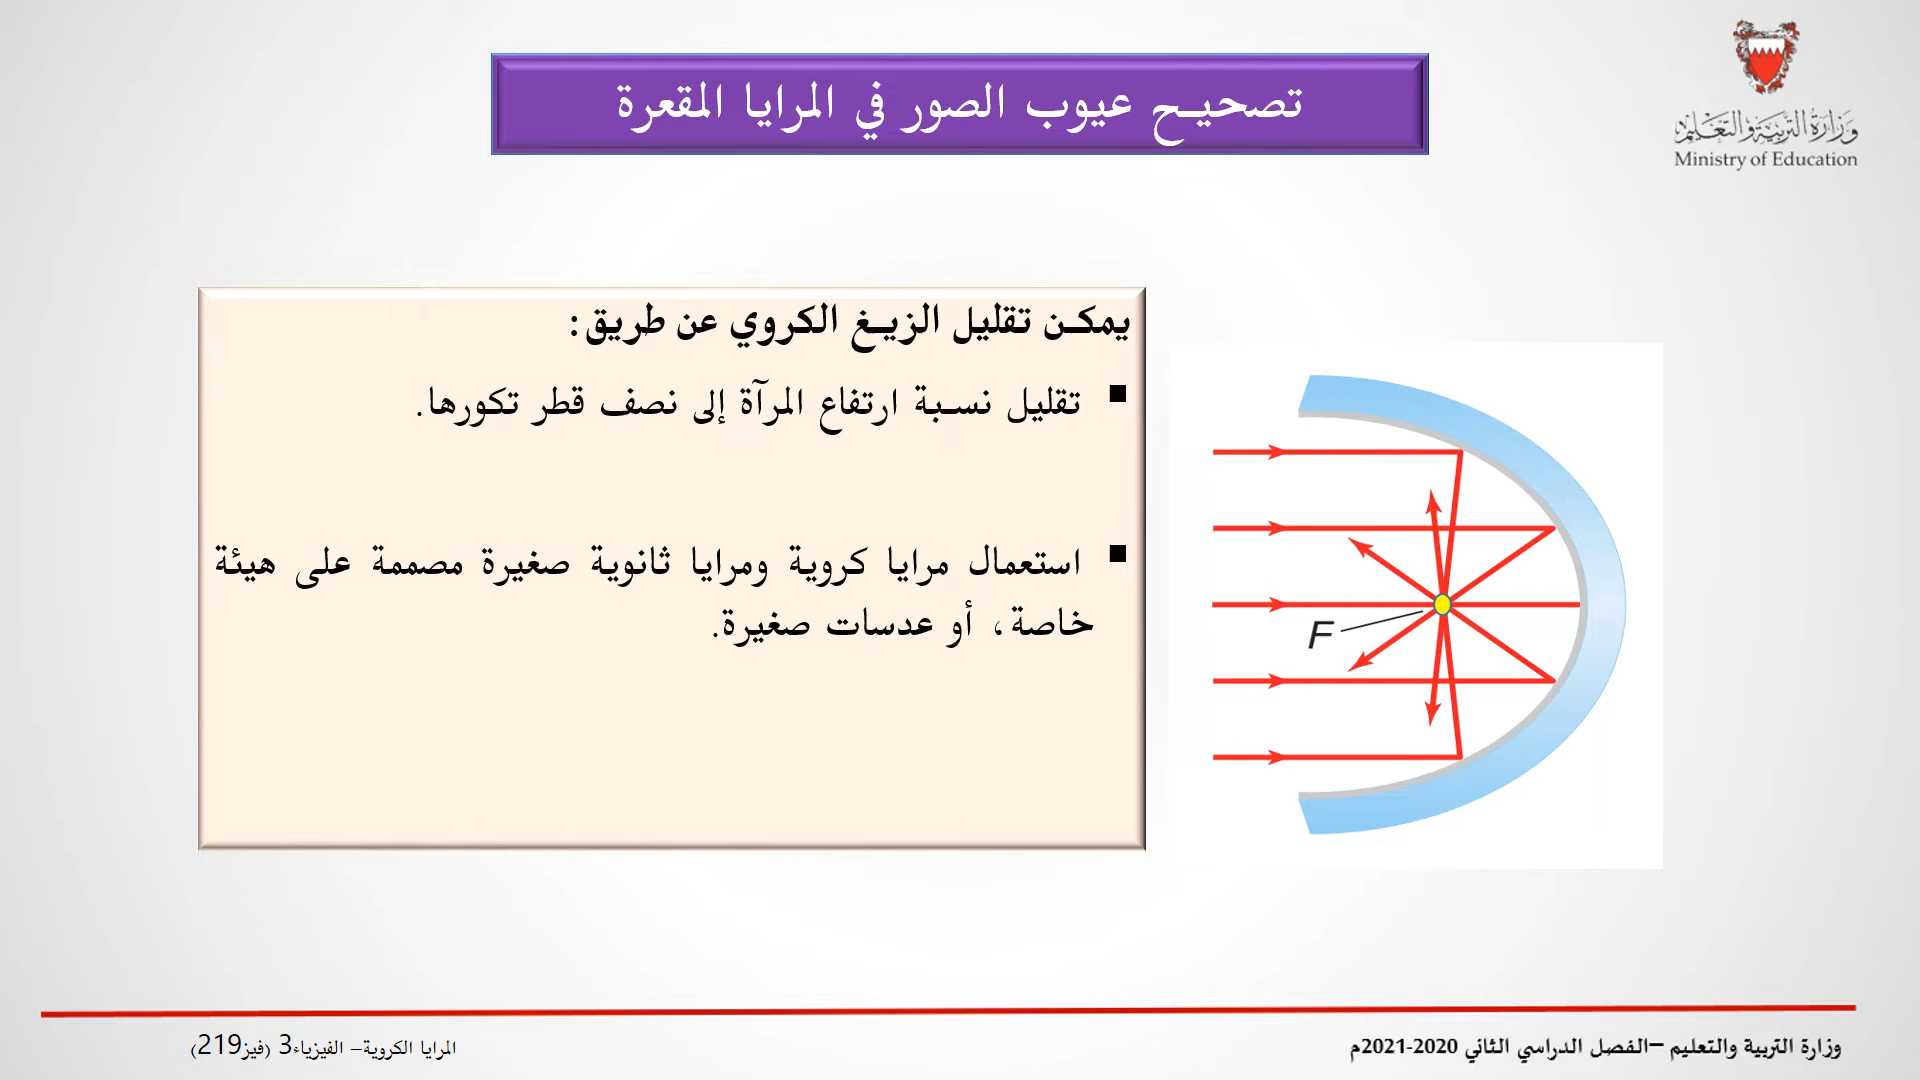 تصحيح عيوب الصور في المرايا المقعرة
وزارة التربية والتعليم
Ministry of Education
يمكن تقليل الزيغ الكروي عن طريق:
▪ تقليل نسبة ارتفاع المرآة إلى نصف قطر تكورها.
▪ استعمال مرايا كروية ومرايا ثانوية صغيرة مصممة على هيئة
خاصة، أو عدسات صغيرة.
F
وزارة التربية والتعليم –الفصل الدراسي الثاني 2020-2021م
المرايا الكروية– الفيزياء3 (فيز219)